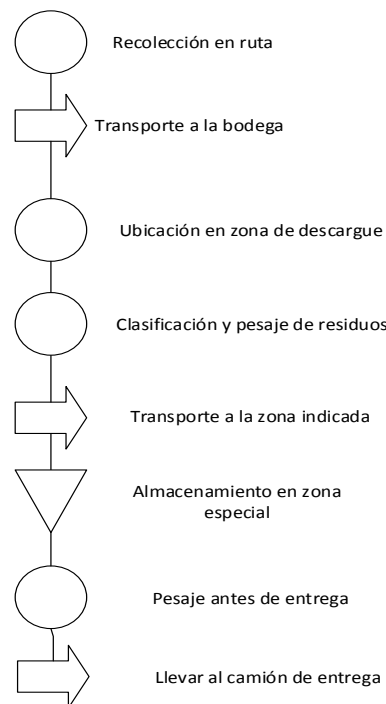 Recolección en ruta
Transporte a la bodega
Ubicación en zona de descargue
Clasificación y pesaje de residuos
Transporte a la zona indicada
Almacenamiento en zona
especial
Pesaje antes de entrega
Llevar al camión de entrega